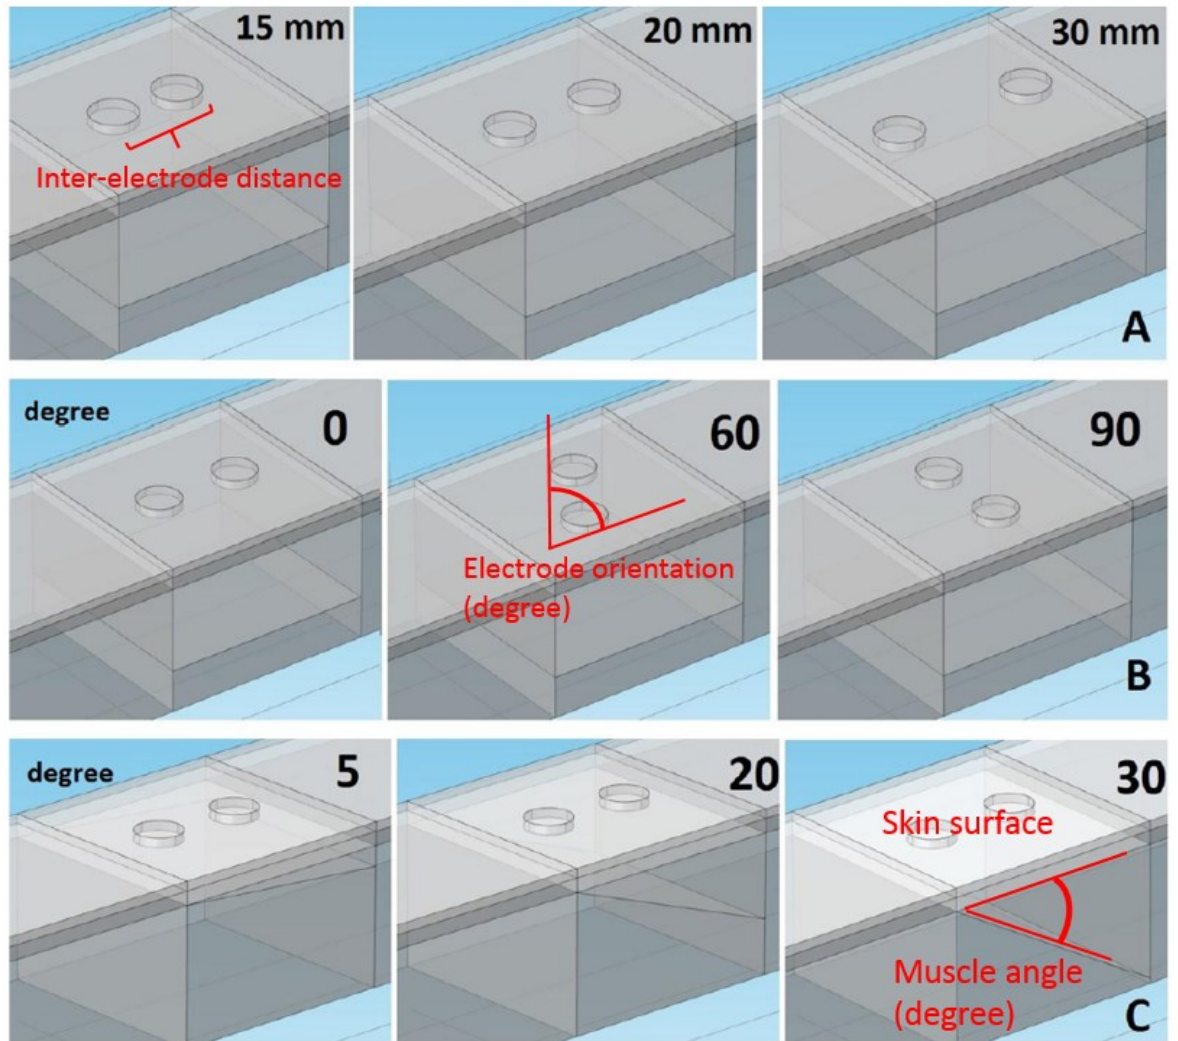 15 mm
20 mm
30 mm
Inter-electrode distance
A
degree
0
60
90
Electrode orientation
(degree)
B
degree
5
20
30
Skin surface
Muscle angle
(degree)
C